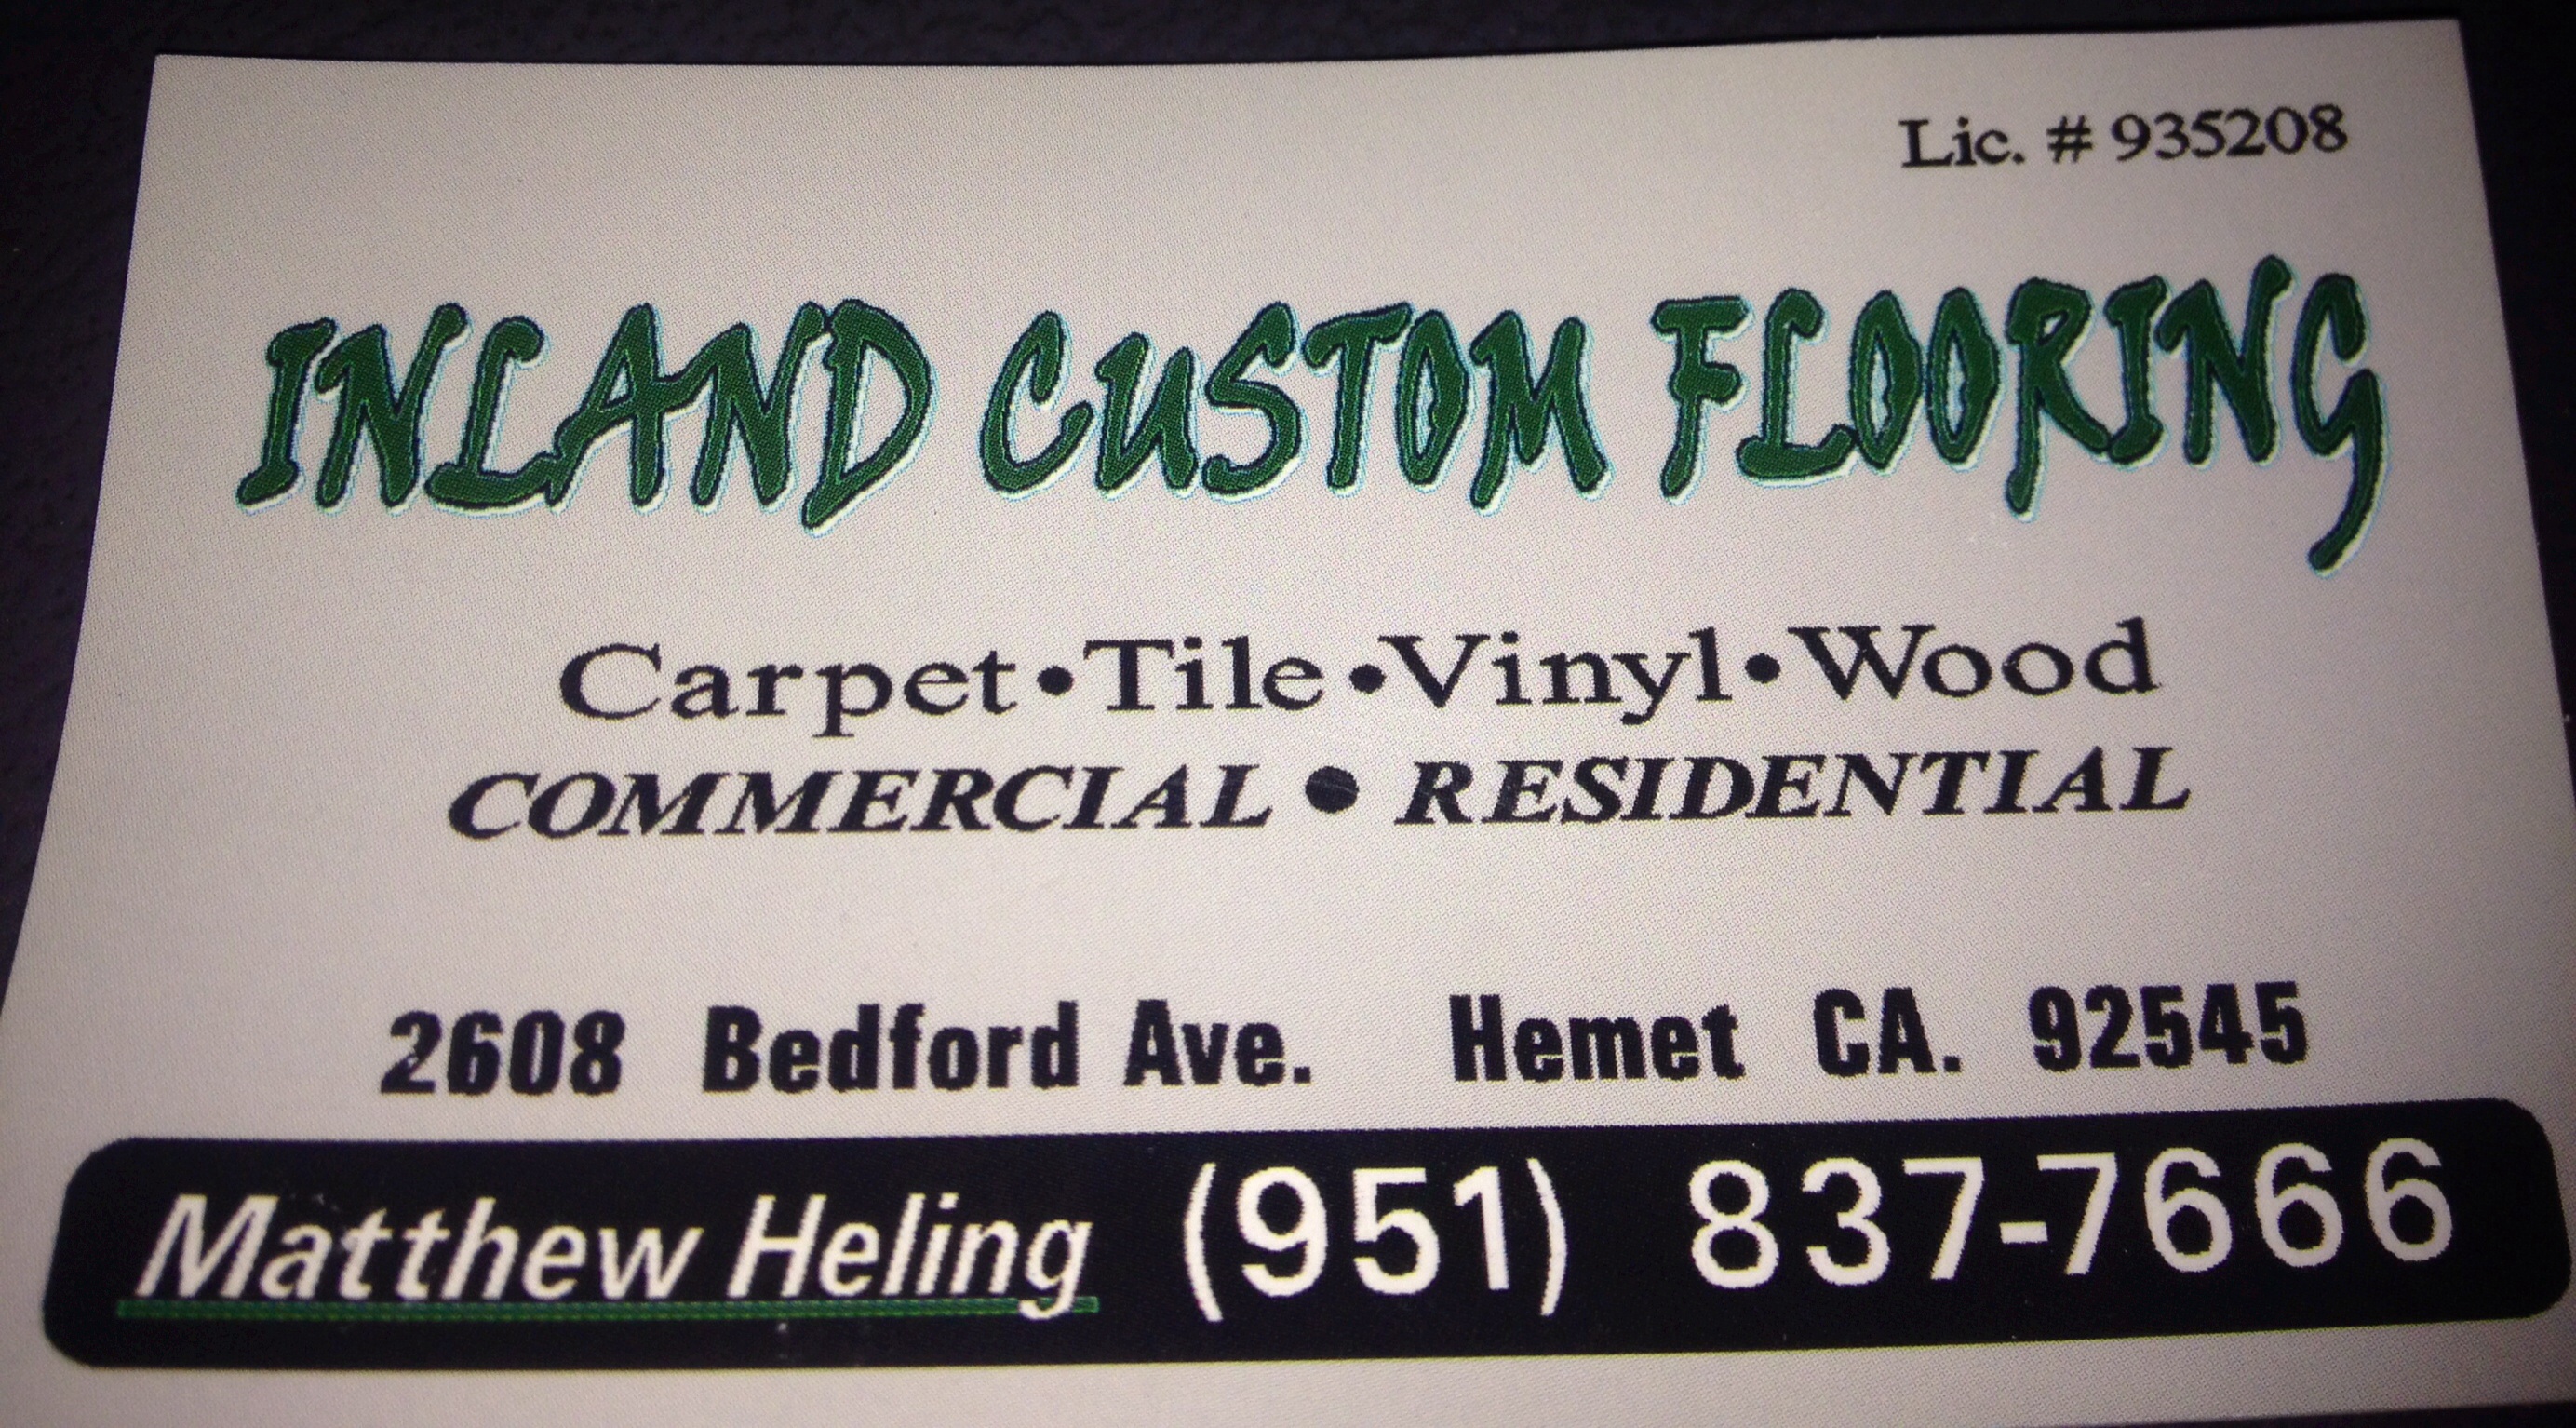 Lic. # 935208
INLAND CUSTOM FLOORING
Carpet•Tile•Vinyl•Wood
COMMERCIAL • RESIDENTIAL
2608 Bedford Ave. Hemet CA. 92545
Matthew Heling (951) 837-7666